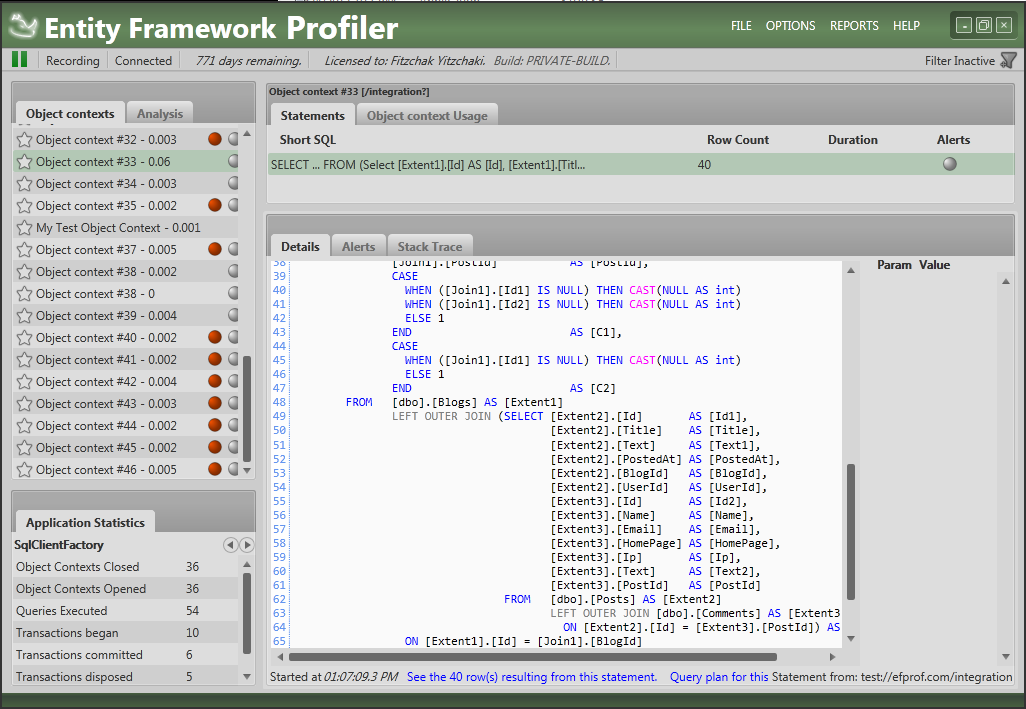 Entity Framework Profiler
FILE OPTIONS REPORTS HELP
Recording Connected 771 days remaining. Licensed to: Fitzchak Yitzchaki. Build: PRIVATE-BUILD. Filter Inactive
Object contexts Analysis
Object context #32 - 0.003
Object context #33 - 0.06
Object context #34 - 0.003
Object context #35 - 0.002
My Test Object Context - 0.001
Object context #37 - 0.005
Object context #38 - 0.002
Object context #38 - 0
Object context #39 - 0.004
Object context #40 - 0.002
Object context #41 - 0.002
Object context #42 - 0.004
Object context #43 - 0.003
Object context #44 - 0.002
Object context #45 - 0.002
Object context #46 - 0.005
Application Statistics
SqlClientFactory
Object Contexts Closed 36
Object Contexts Opened 36
Queries Executed 54
Transactions began 10
Transactions committed 6
Transactions disposed 5
Object context #33 [/integration?]
Statements Object context Usage
Short SQL Row Count Duration Alerts
SELECT ... FROM (Select [Extent1].[Id] AS [Id], [Extent1].[Titl... 40
Details Alerts Stack Trace
Param Value
38 [Join1].[PostId] AS [PostId],
39 CASE
40 WHEN ([Join1].[Id1] IS NULL) THEN CAST(NULL AS int)
41 WHEN ([Join1].[Id2] IS NULL) THEN CAST(NULL AS int)
42 ELSE 1
43 END AS [C1],
44 CASE
45 WHEN ([Join1].[Id1] IS NULL) THEN CAST(NULL AS int)
46 ELSE 1
47 END AS [C2]
48 FROM [dbo].[Blogs] AS [Extent1]
49 LEFT OUTER JOIN (SELECT [Extent2].[Id] AS [Id1],
50 [Extent2].[Title] AS [Title],
51 [Extent2].[Text] AS [Text1],
52 [Extent2].[PostedAt] AS [PostedAt],
53 [Extent2].[BlogId] AS [BlogId],
54 [Extent2].[UserId] AS [UserId],
55 [Extent3].[Id] AS [Id2],
56 [Extent3].[Name] AS [Name],
57 [Extent3].[Email] AS [Email],
58 [Extent3].[HomePage] AS [HomePage],
59 [Extent3].[Ip] AS [Ip],
60 [Extent3].[Text] AS [Text2],
61 [Extent3].[PostId] AS [PostId]
62 FROM [dbo].[Posts] AS [Extent2]
63 LEFT OUTER JOIN [dbo].[Comments] AS [Extent3
64 ON [Extent2].[Id] = [Extent3].[PostId]) AS
65 ON [Extent1].[Id] = [Join1].[BlogId]
Started at 01:07:09.3 PM See the 40 row(s) resulting from this statement. Query plan for this Statement from: test://efprof.com/integration